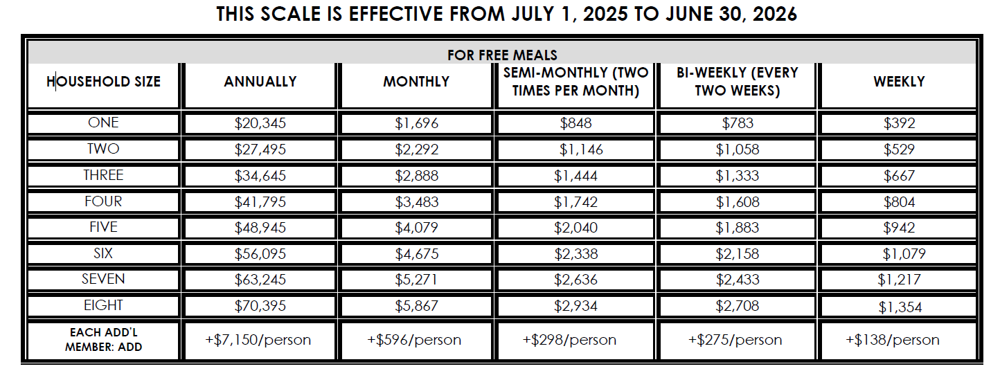 THIS SCALE IS EFFECTIVE FROM JULY 1, 2025 TO JUNE 30, 2026
FOR FREE MEALS
HOUSEHOLD SIZE ANNUALLY MONTHLY SEMI-MONTHLY (TWO TIMES PER MONTH) BI-WEEKLY (EVERY TWO WEEKS) WEEKLY
ONE $20,345 $1,696 $848 $783 $392
TWO $27,495 $2,292 $1,146 $1,058 $529
THREE $34,645 $2,888 $1,444 $1,333 $667
FOUR $41,795 $3,483 $1,742 $1,608 $804
FIVE $48,945 $4,079 $2,040 $1,883 $942
SIX $56,095 $4,675 $2,338 $2,158 $1,079
SEVEN $63,245 $5,271 $2,636 $2,433 $1,217
EIGHT $70,395 $5,867 $2,934 $2,708 $1,354
EACH ADD'L MEMBER: ADD +$7,150/person +$596/person +$298/person +$275/person +$138/person